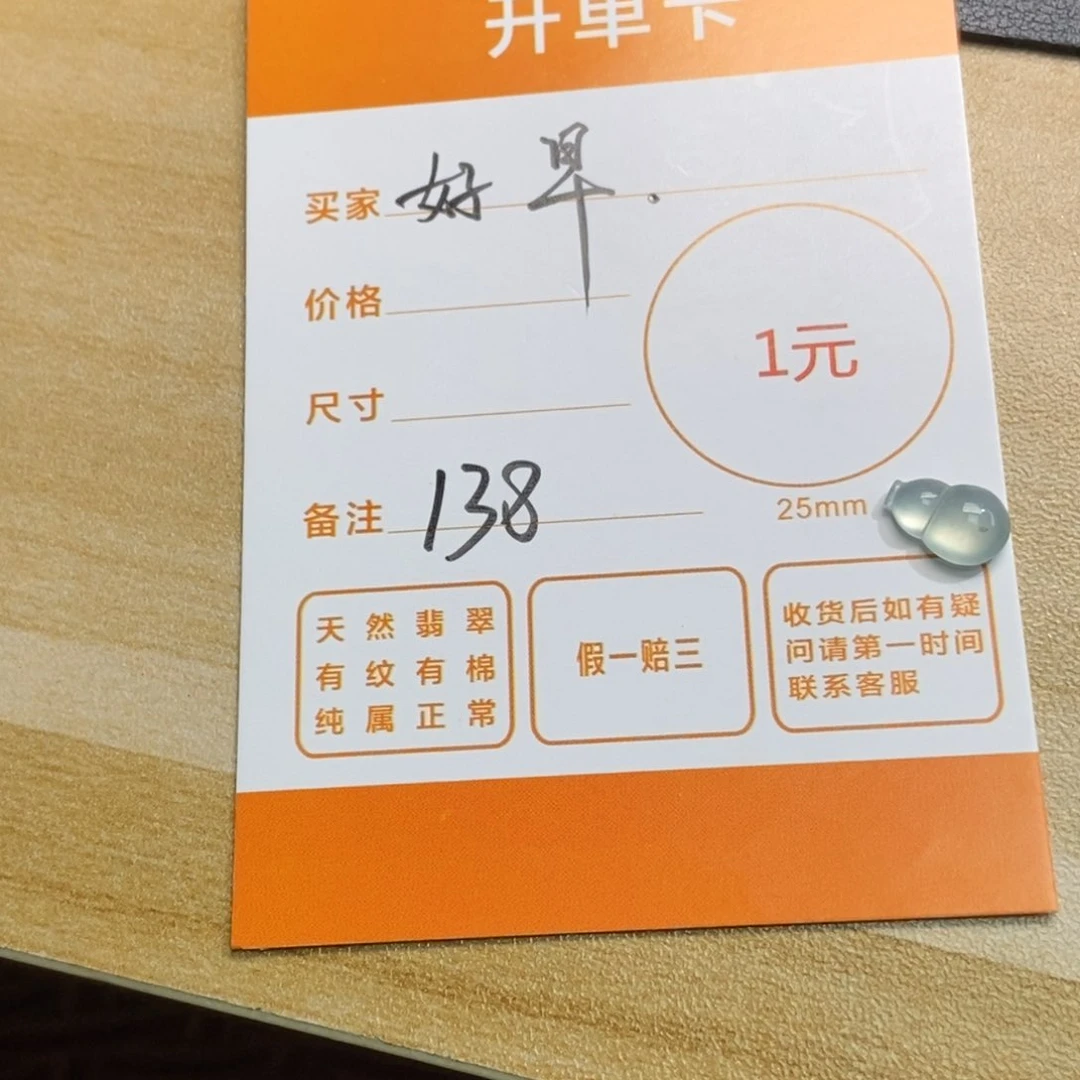 开单卡
买家 好早.
价格
1元
尺寸
备注 138
25mm
天然翡翠
有纹有棉
纯属正常
假一赔三
收货后如有疑
问请第一时间
联系客服